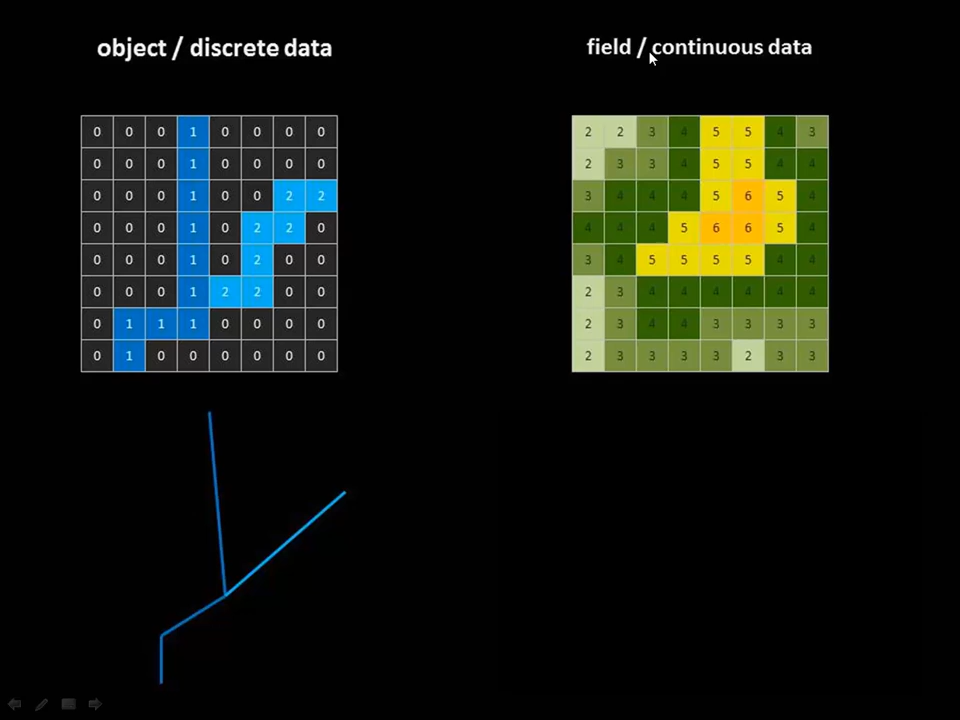 object / discrete data
field / continuous data
0 0 0 1 0 0 0 0
0 0 0 1 0 0 0 0
0 0 0 1 0 0 2 2
0 0 0 1 0 2 2 0
0 0 0 1 0 2 0 0
0 0 0 1 2 2 0 0
0 1 1 1 0 0 0 0
0 1 0 0 0 0 0 0
2 2 3 4 5 5 4 3
2 3 3 4 5 5 4 4
3 4 4 4 5 6 5 4
4 4 4 5 6 6 5 4
3 4 5 5 5 5 4 4
2 3 4 4 4 4 4 4
2 3 4 4 3 3 3 3
2 3 3 3 3 2 3 3